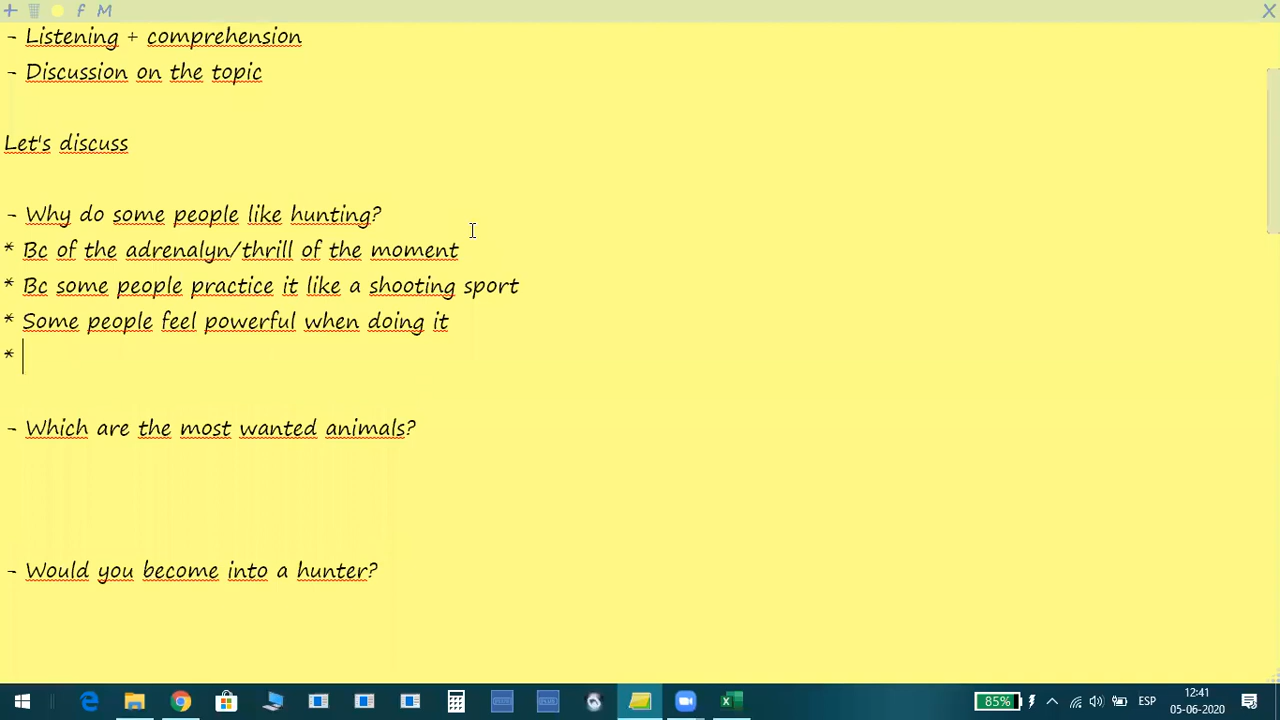 + F M X
- Listening + comprehension
- Discussion on the topic
Let's discuss
- Why do some people like hunting?
* Bc of the adrenalyn/thrill of the moment
* Bc some people practice it like a shooting sport
* Some people feel powerful when doing it
*
- Which are the most wanted animals?
- Would you become into a hunter?
85% ESP 12:41
05-06-2020